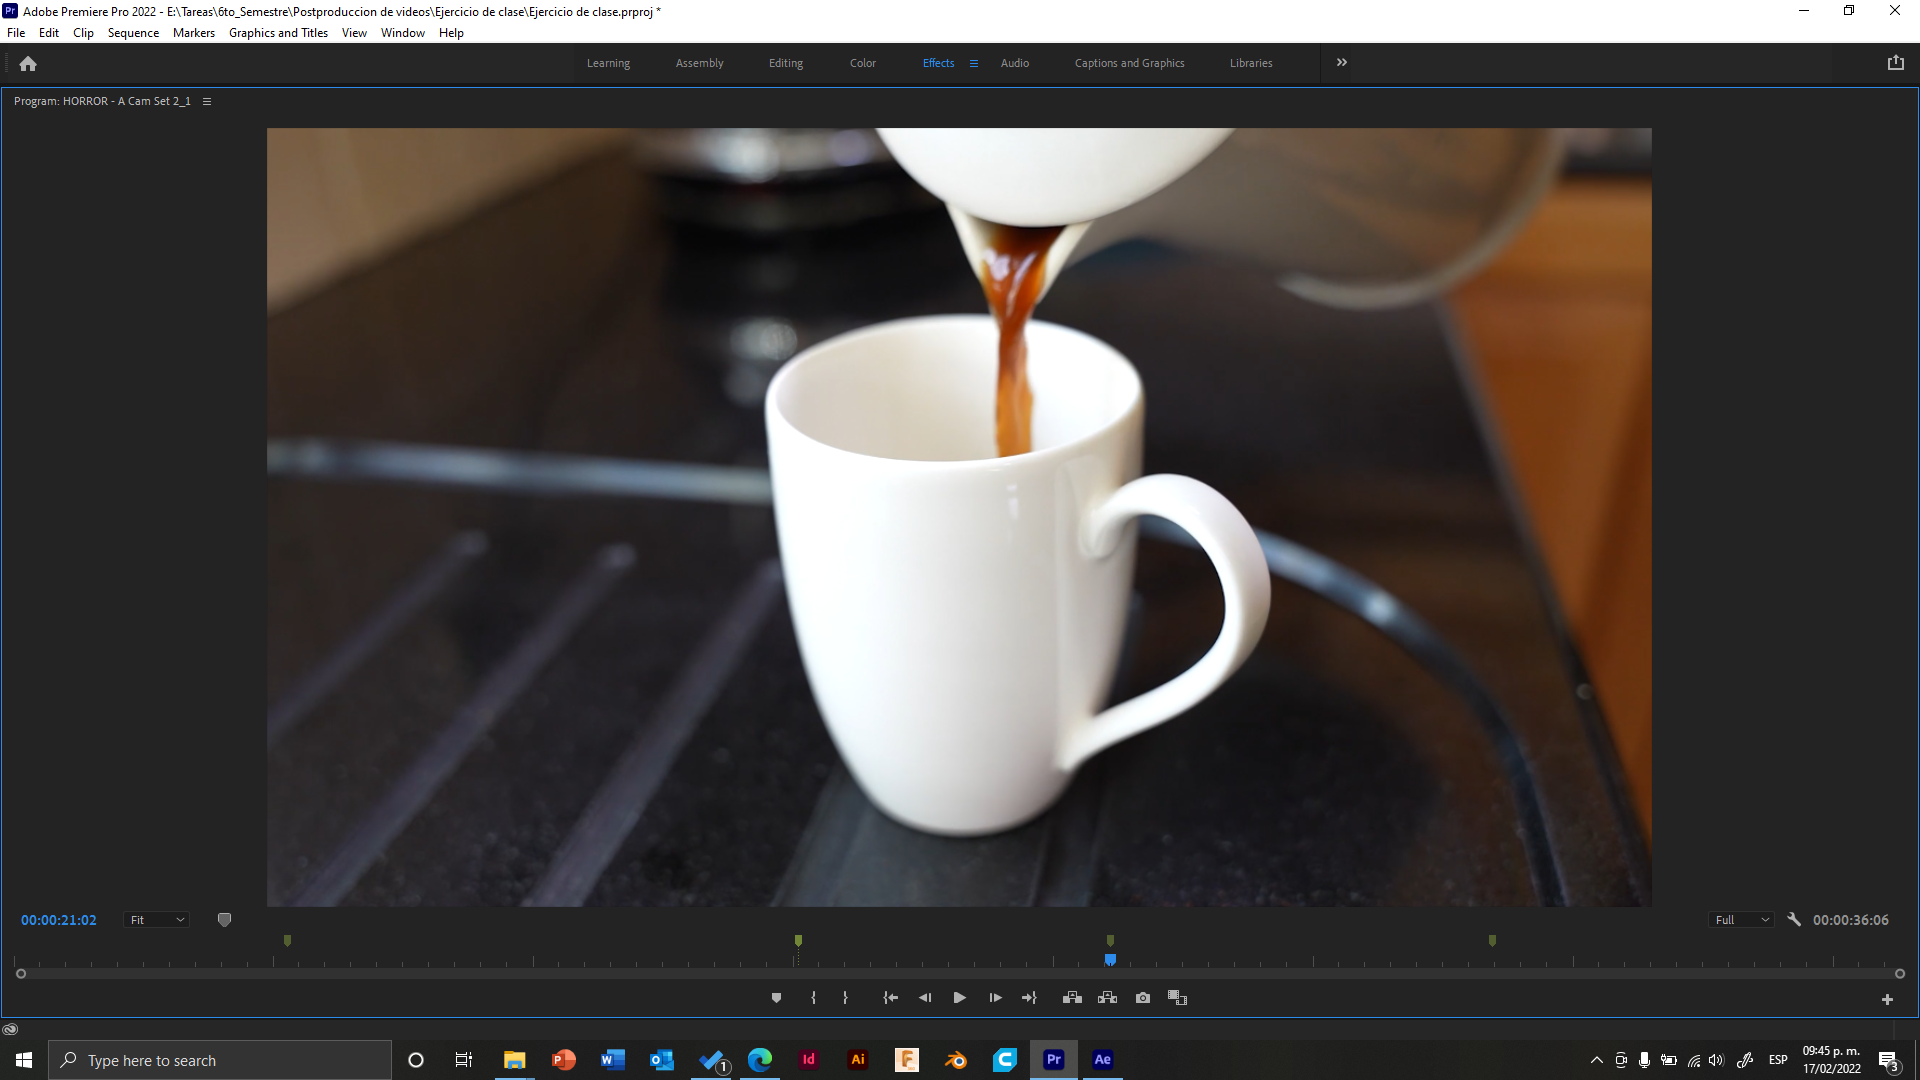 Pr Adobe Premiere Pro 2022 - E:\Tareas\6to_Semestre\Postproduccion de videos\Ejercicio de clase\Ejercicio de clase.prproj *
File Edit Clip Sequence Markers Graphics and Titles View Window Help
Learning Assembly Editing Color Effects Audio Captions and Graphics Libraries
Program: HORROR - A Cam Set 2_1
00:00:21:02 Fit Full 00:00:36:06
Type here to search
P W O 1 Id Ai F C Pr Ae
ESP
09:45 p. m.
17/02/2022
3